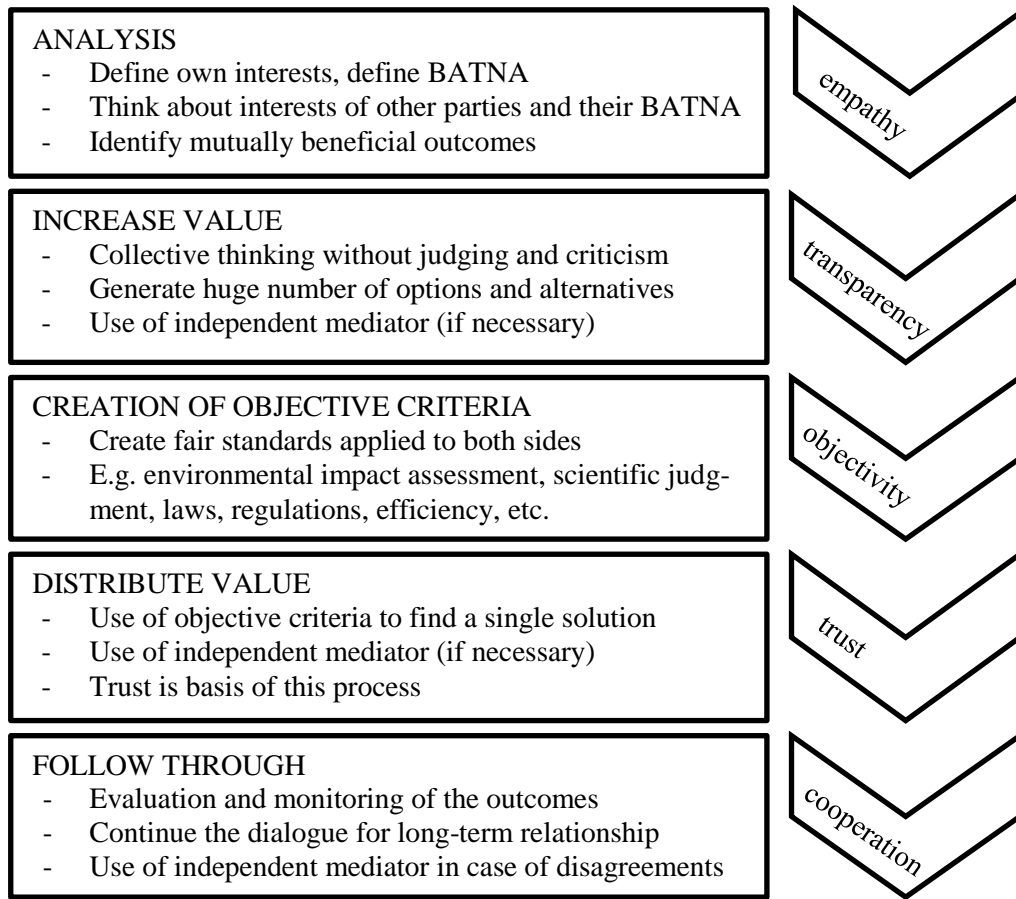 ANALYSIS
- Define own interests, define BATNA
- Think about interests of other parties and their BATNA
- Identify mutually beneficial outcomes
empathy
INCREASE VALUE
- Collective thinking without judging and criticism
- Generate huge number of options and alternatives
- Use of independent mediator (if necessary)
transparency
CREATION OF OBJECTIVE CRITERIA
- Create fair standards applied to both sides
- E.g. environmental impact assessment, scientific judg-
ment, laws, regulations, efficiency, etc.
objectivity
DISTRIBUTE VALUE
- Use of objective criteria to find a single solution
- Use of independent mediator (if necessary)
- Trust is basis of this process
trust
FOLLOW THROUGH
- Evaluation and monitoring of the outcomes
- Continue the dialogue for long-term relationship
- Use of independent mediator in case of disagreements
cooperation